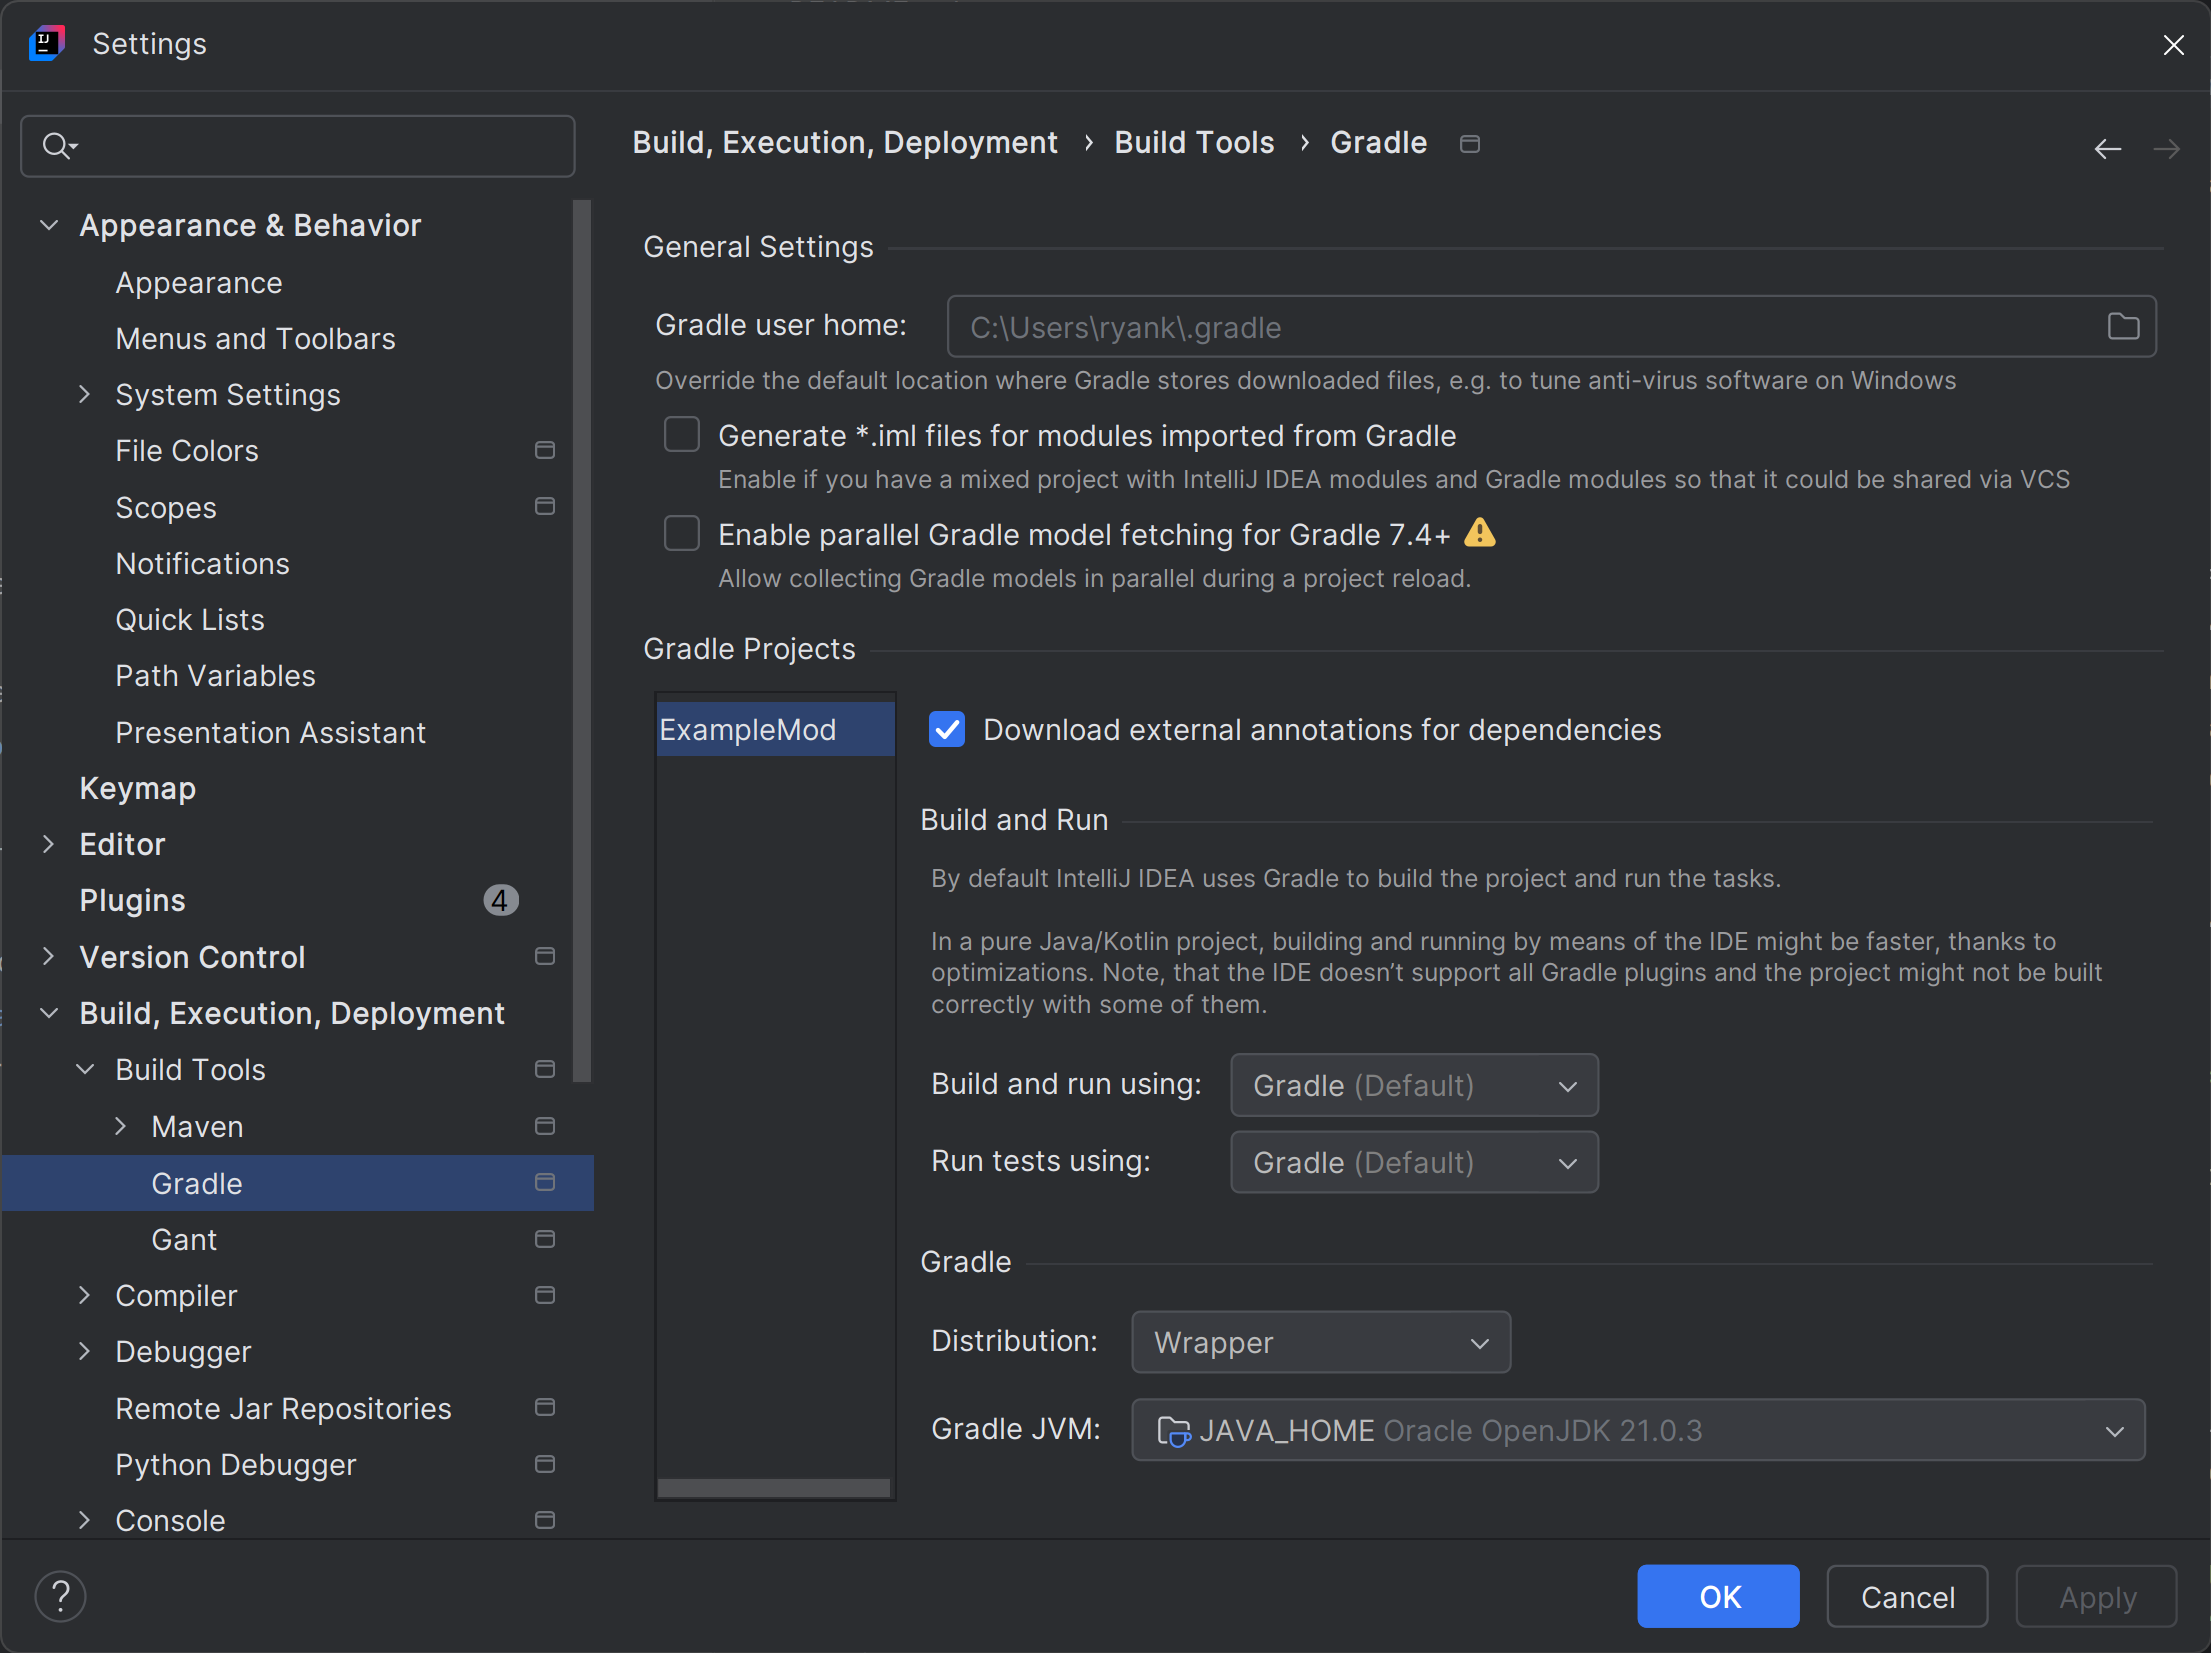 Settings
Build, Execution, Deployment › Build Tools › Gradle
Appearance & Behavior
Appearance
Menus and Toolbars
System Settings
File Colors
Scopes
Notifications
Quick Lists
Path Variables
Presentation Assistant
Keymap
Editor
Plugins 4
Version Control
Build, Execution, Deployment
Build Tools
Maven
Gradle
Gant
Compiler
Debugger
Remote Jar Repositories
Python Debugger
Console
General Settings
Gradle user home: C:\Users\ryank\.gradle
Override the default location where Gradle stores downloaded files, e.g. to tune anti-virus software on Windows
Generate *.iml files for modules imported from Gradle
Enable if you have a mixed project with IntelliJ IDEA modules and Gradle modules so that it could be shared via VCS
Enable parallel Gradle model fetching for Gradle 7.4+
Allow collecting Gradle models in parallel during a project reload.
Gradle Projects
ExampleMod
Download external annotations for dependencies
Build and Run
By default IntelliJ IDEA uses Gradle to build the project and run the tasks.
In a pure Java/Kotlin project, building and running by means of the IDE might be faster, thanks to
optimizations. Note, that the IDE doesn’t support all Gradle plugins and the project might not be built
correctly with some of them.
Build and run using: Gradle (Default)
Run tests using: Gradle (Default)
Gradle
Distribution: Wrapper
Gradle JVM: JAVA_HOME Oracle OpenJDK 21.0.3
?
OK
Cancel
Apply